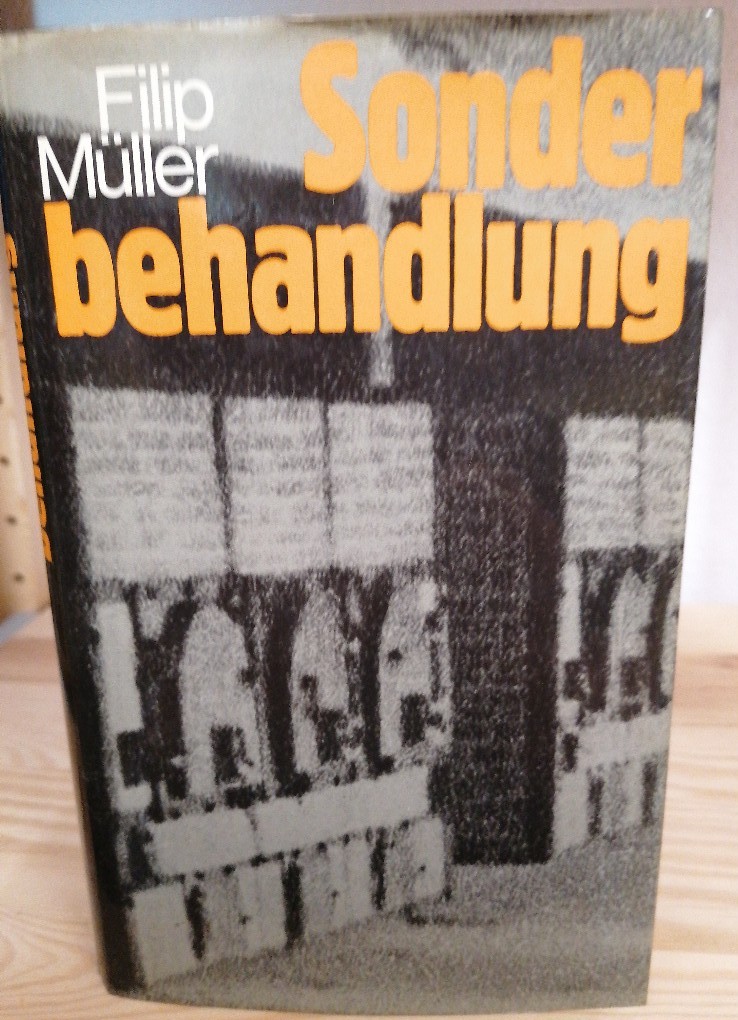 Filip
Müller
Sonder
behandlung